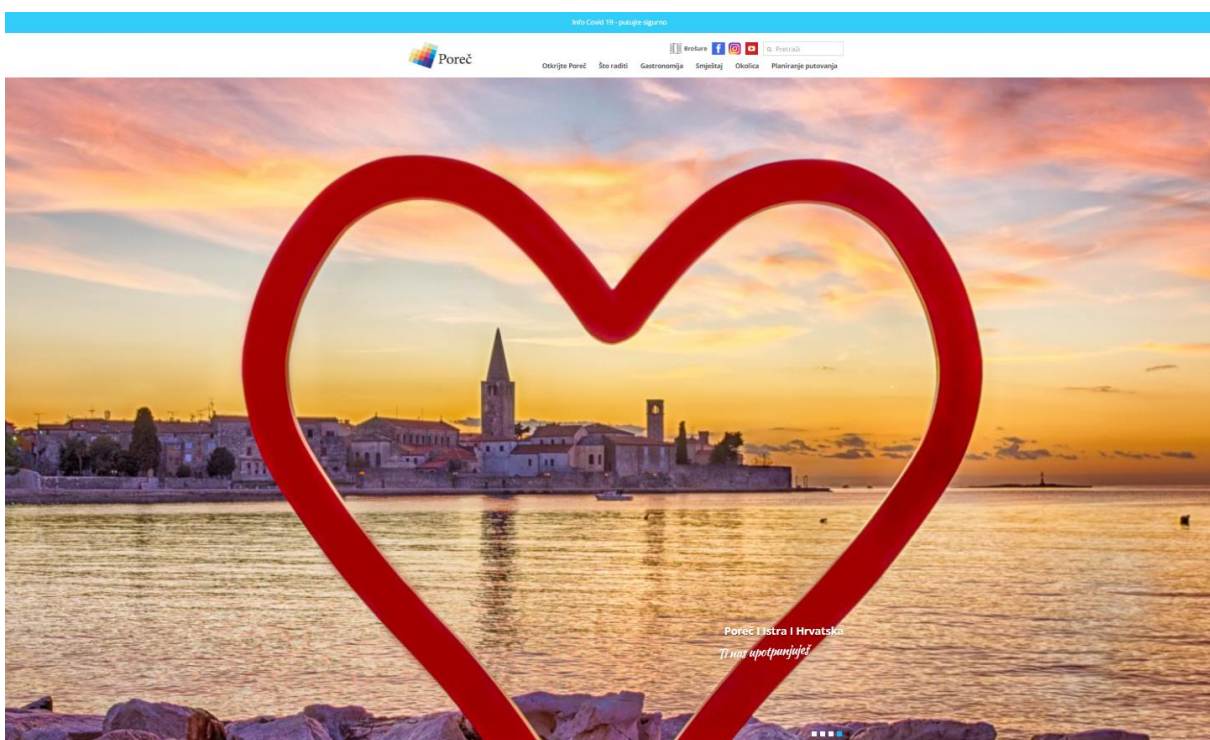 Info Covid 19 - putujte sigurno
Poreč
Brošure
Pretraži
Otkrijte Poreč Što raditi Gastronomija Smještaj Okolica Planiranje putovanja
Poreč I Istra I Hrvatska
Ti nas upotpunjuješ